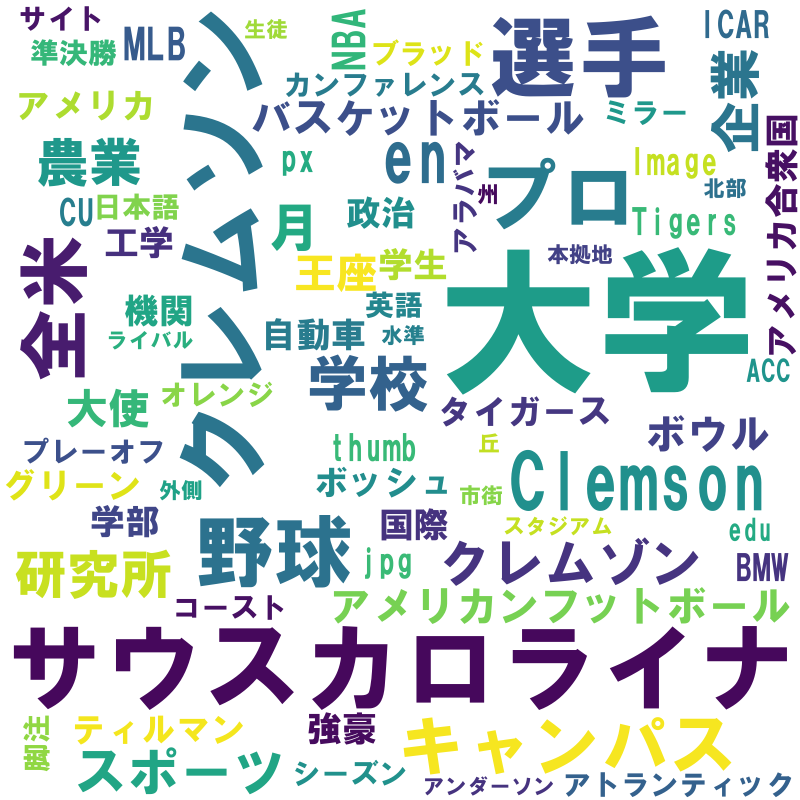 サイト
準決勝
MLB
生徒
NBA
ブラッド
選手
ICAR
カンファレンス
アメリカ
バスケットボール
ミラー
企業
農業
クレムソン
px
en
アラバマ
主
プロ
Image
北部
アメリカ合衆国
CU
日本語
政治
Tigers
工学
月
本拠地
全米
王座
学生
大学
機関
英語
ライバル
自動車
水準
学校
ACC
大使
オレンジ
タイガース
ボウル
プレーオフ
thumb
丘
グリーン
外側
ボッシュ
Clemson
市街
学部
野球
国際
スタジアム
edu
研究所
jpg
クレムゾン
BMW
コースト
アメリカンフットボール
サウスカロライナ
脚注
ティルマン
強豪
キャンパス
スポーツ
シーズン
アンダーソン
アトランティック